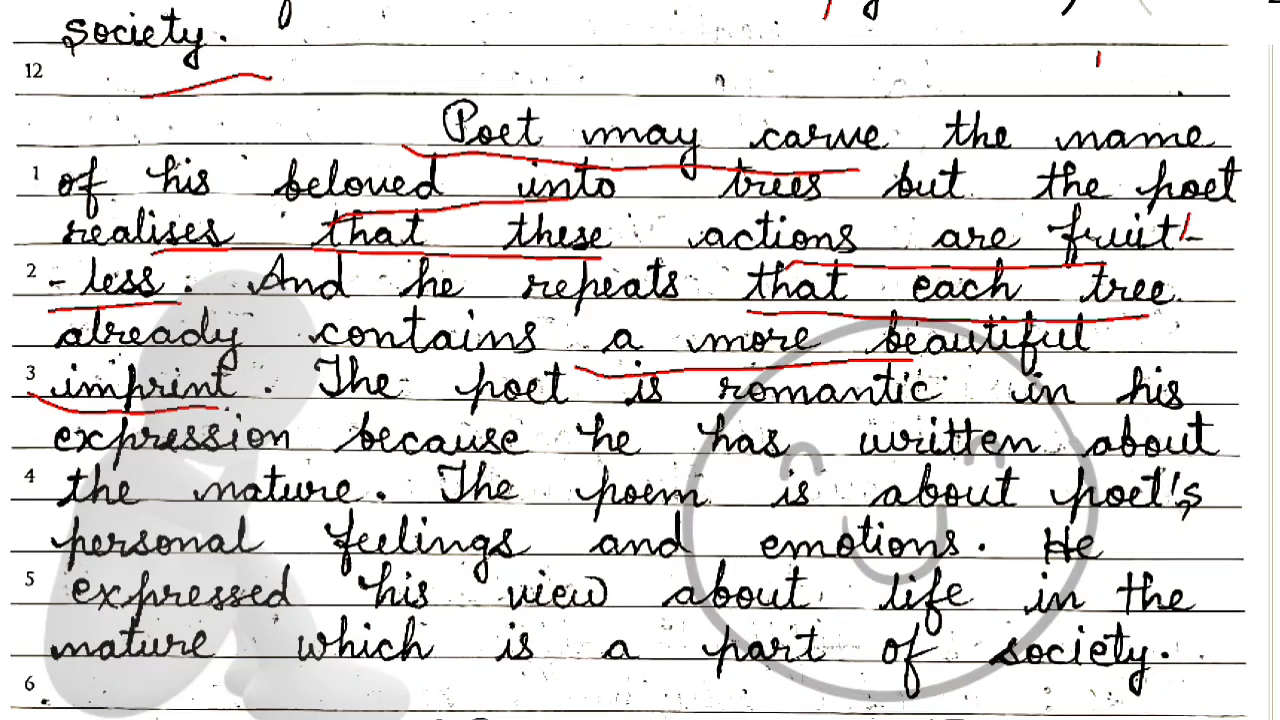 society.
12
Poet may carve the name
1 of his beloved into trees but the poet
realises that these actions are fruit-
2 -less. And he repeats that each tree
already contains a more beautiful
3 imprint. The poet is romantic in his
expression because he has written about
4 the nature. The poem is about poet's
personal feelings and emotions. He
5 expressed his view about life in the
nature which is a part of society.
6